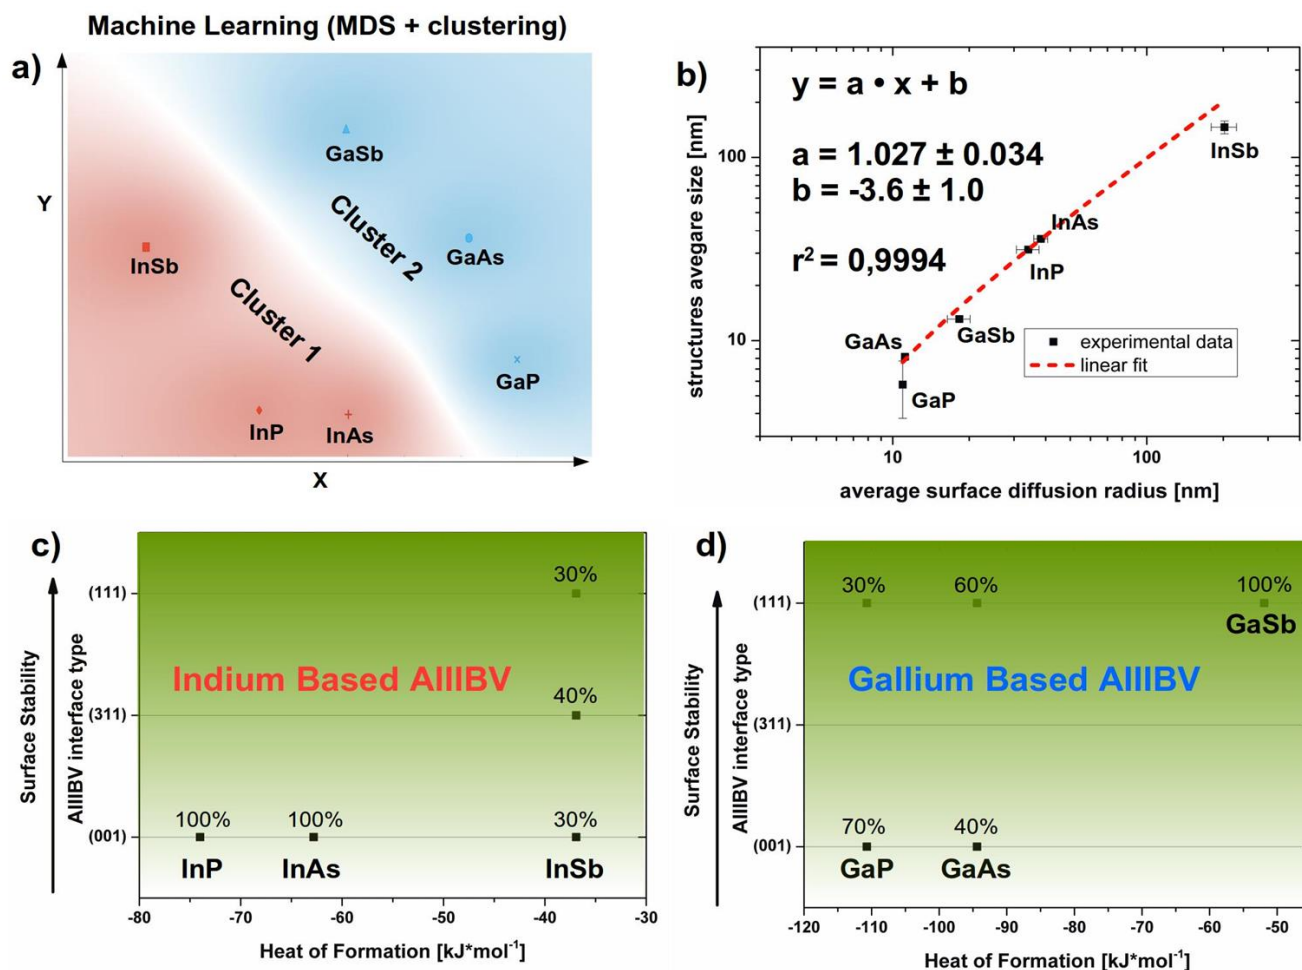 Machine Learning (MDS + clustering)
a)
Y
GaSb
Cluster 2
GaAs
InSb
Cluster 1
GaP
InP
InAs
X
b)
y = a • x + b
a = 1.027 ± 0.034
b = -3.6 ± 1.0
r² = 0,9994
structures avegare size [nm]
100
10
InSb
InAs
InP
GaAs
GaSb
GaP
experimental data
linear fit
10
100
average surface diffusion radius [nm]
c)
Surface Stability
AIIIBV interface type
(111)
(311)
(001)
30%
Indium Based AIIIBV
40%
100%
100%
30%
InP
InAs
InSb
-80
-70
-60
-50
-40
-30
Heat of Formation [kJ*mol⁻¹]
d)
Surface Stability
AIIIBV interface type
(111)
(311)
(001)
30%
60%
100%
GaSb
Gallium Based AIIIBV
70%
40%
GaP
GaAs
-120
-110
-100
-90
-80
-70
-60
-50
Heat of Formation [kJ*mol⁻¹]